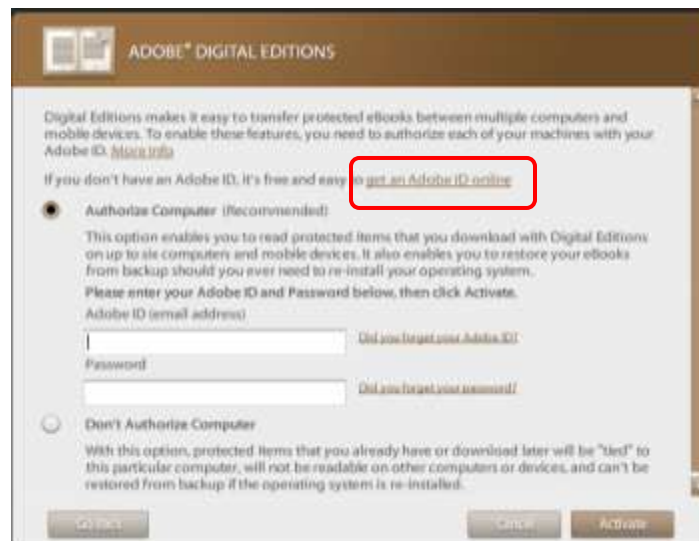 ADOBE® DIGITAL EDITIONS
Digital Editions makes it easy to transfer protected eBooks between multiple computers and
mobile devices. To enable these features, you need to authorize each of your machines with your
Adobe ID. More Info
If you don't have an Adobe ID, it's free and easy to get an Adobe ID online
Authorize Computer (Recommended)
This option enables you to read protected items that you download with Digital Editions
on up to six computers and mobile devices. It also enables you to restore your eBooks
from backup should you ever need to re-install your operating system.
Please enter your Adobe ID and Password below, then click Activate.
Adobe ID (email address)
Did you forget your Adobe ID?
Password
Did you forget your password?
Don't Authorize Computer
With this option, protected items that you already have or download later will be "tied" to
this particular computer, will not be readable on other computers or devices, and can't be
restored from backup if the operating system is re-installed.
Cancel Activate